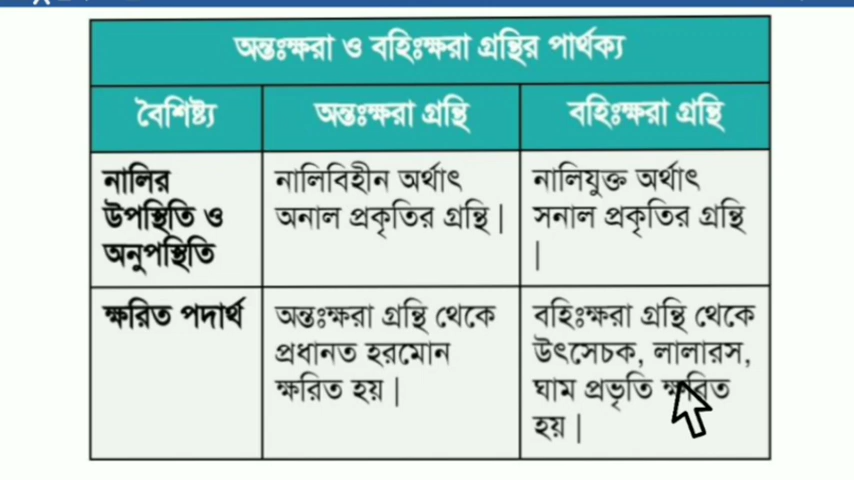 অন্তঃক্ষরা ও বহিঃক্ষরা গ্রন্থির পার্থক্য
বৈশিষ্ট্য
অন্তঃক্ষরা গ্রন্থি
বহিঃক্ষরা গ্রন্থি
নালির
উপস্থিতি ও
অনুপস্থিতি
নালিবিহীন অর্থাৎ
অনাল প্রকৃতির গ্রন্থি |
নালিযুক্ত অর্থাৎ
সনাল প্রকৃতির গ্রন্থি
|
ক্ষরিত পদার্থ
অন্তঃক্ষরা গ্রন্থি থেকে
প্রধানত হরমোন
ক্ষরিত হয় |
বহিঃক্ষরা গ্রন্থি থেকে
উৎসেচক, লালারস,
ঘাম প্রভৃতি ক্ষরিত
হয় |